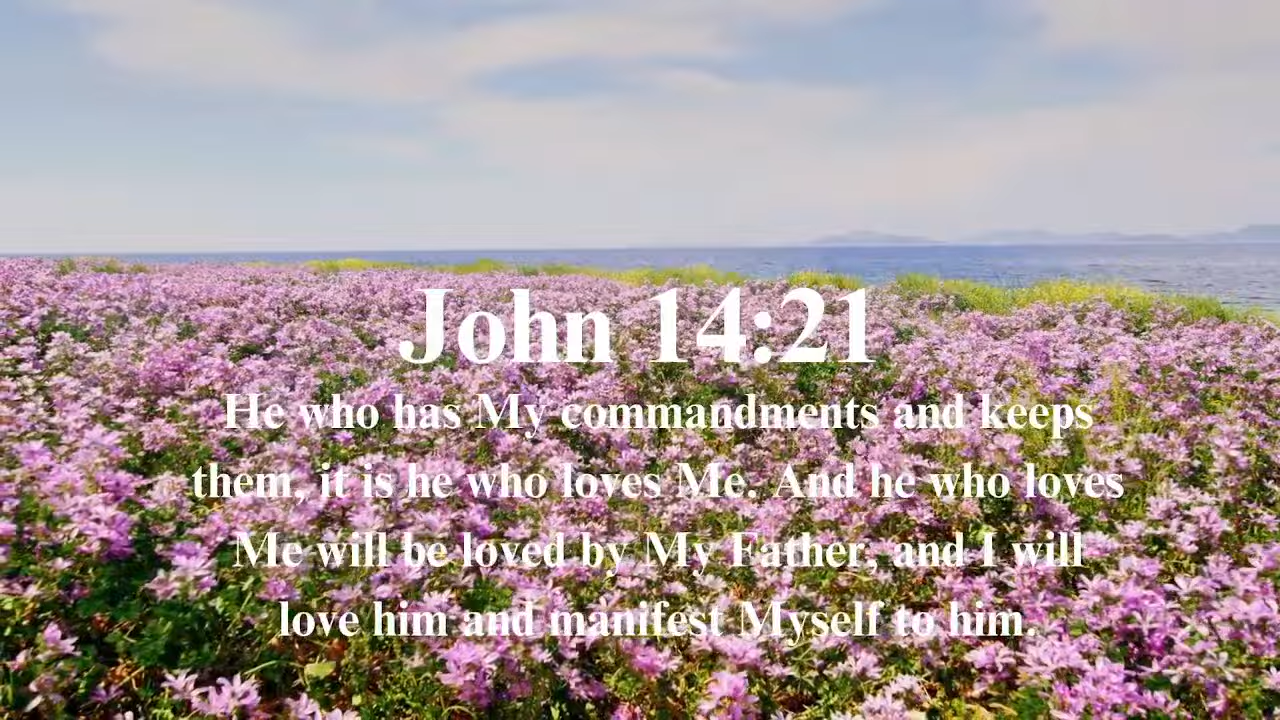 John 14:21
He who has My commandments and keeps
them, it is he who loves Me. And he who loves
Me will be loved by My Father, and I will
love him and manifest Myself to him.